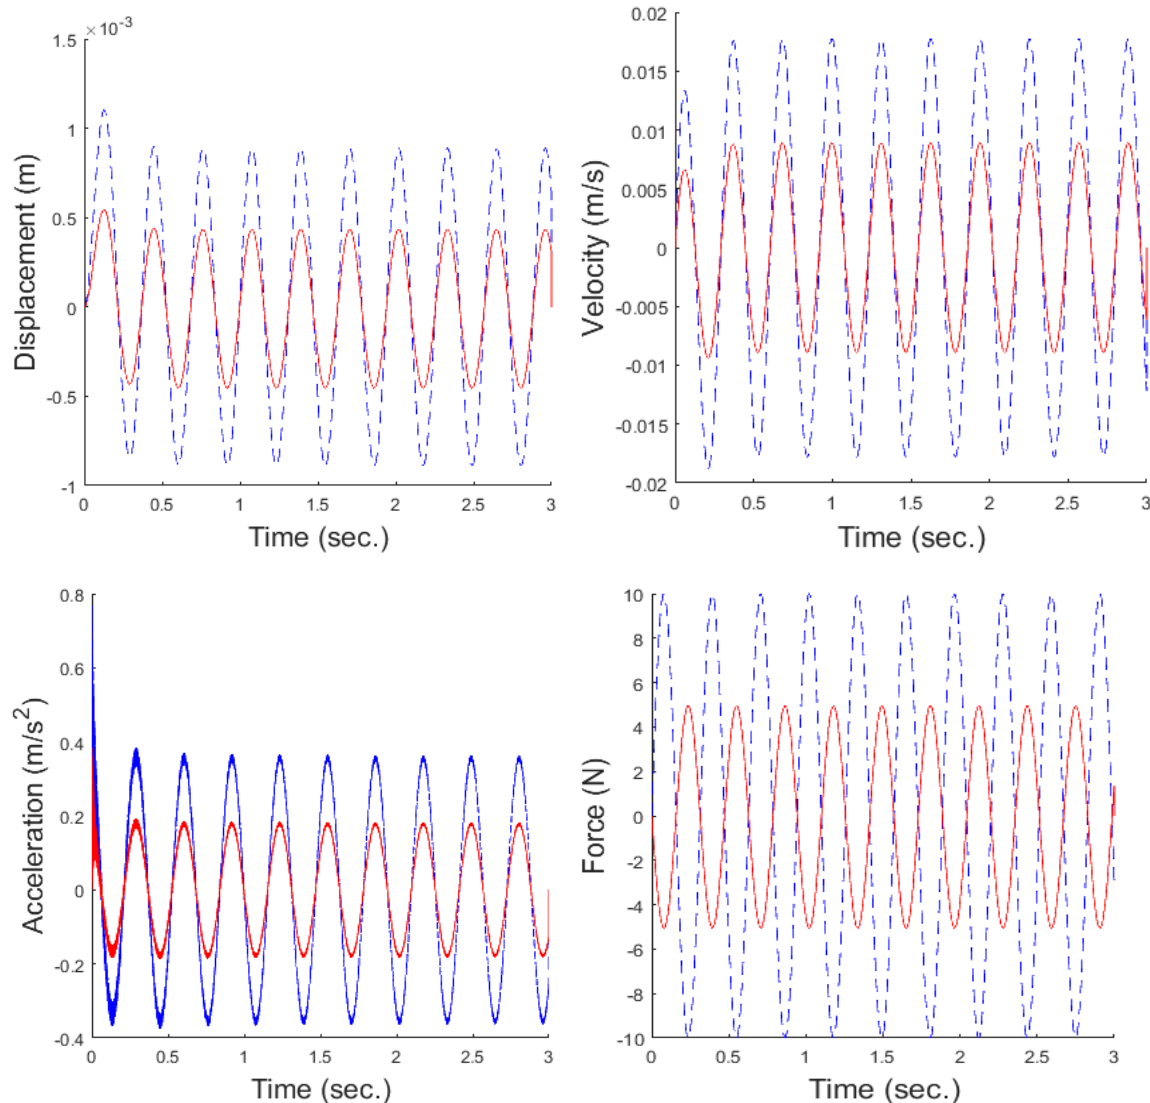 ×10⁻³
1.5
1
0.5
0
-0.5
-1
Displacement (m)
0 0.5 1 1.5 2 2.5 3
Time (sec.)
0.02
0.015
0.01
0.005
0
-0.005
-0.01
-0.015
-0.02
Velocity (m/s)
0 0.5 1 1.5 2 2.5 3
Time (sec.)
0.8
0.6
0.4
0.2
0
-0.2
-0.4
Acceleration (m/s²)
0 0.5 1 1.5 2 2.5 3
Time (sec.)
10
8
6
4
2
0
-2
-4
-6
-8
-10
Force (N)
0 0.5 1 1.5 2 2.5 3
Time (sec.)